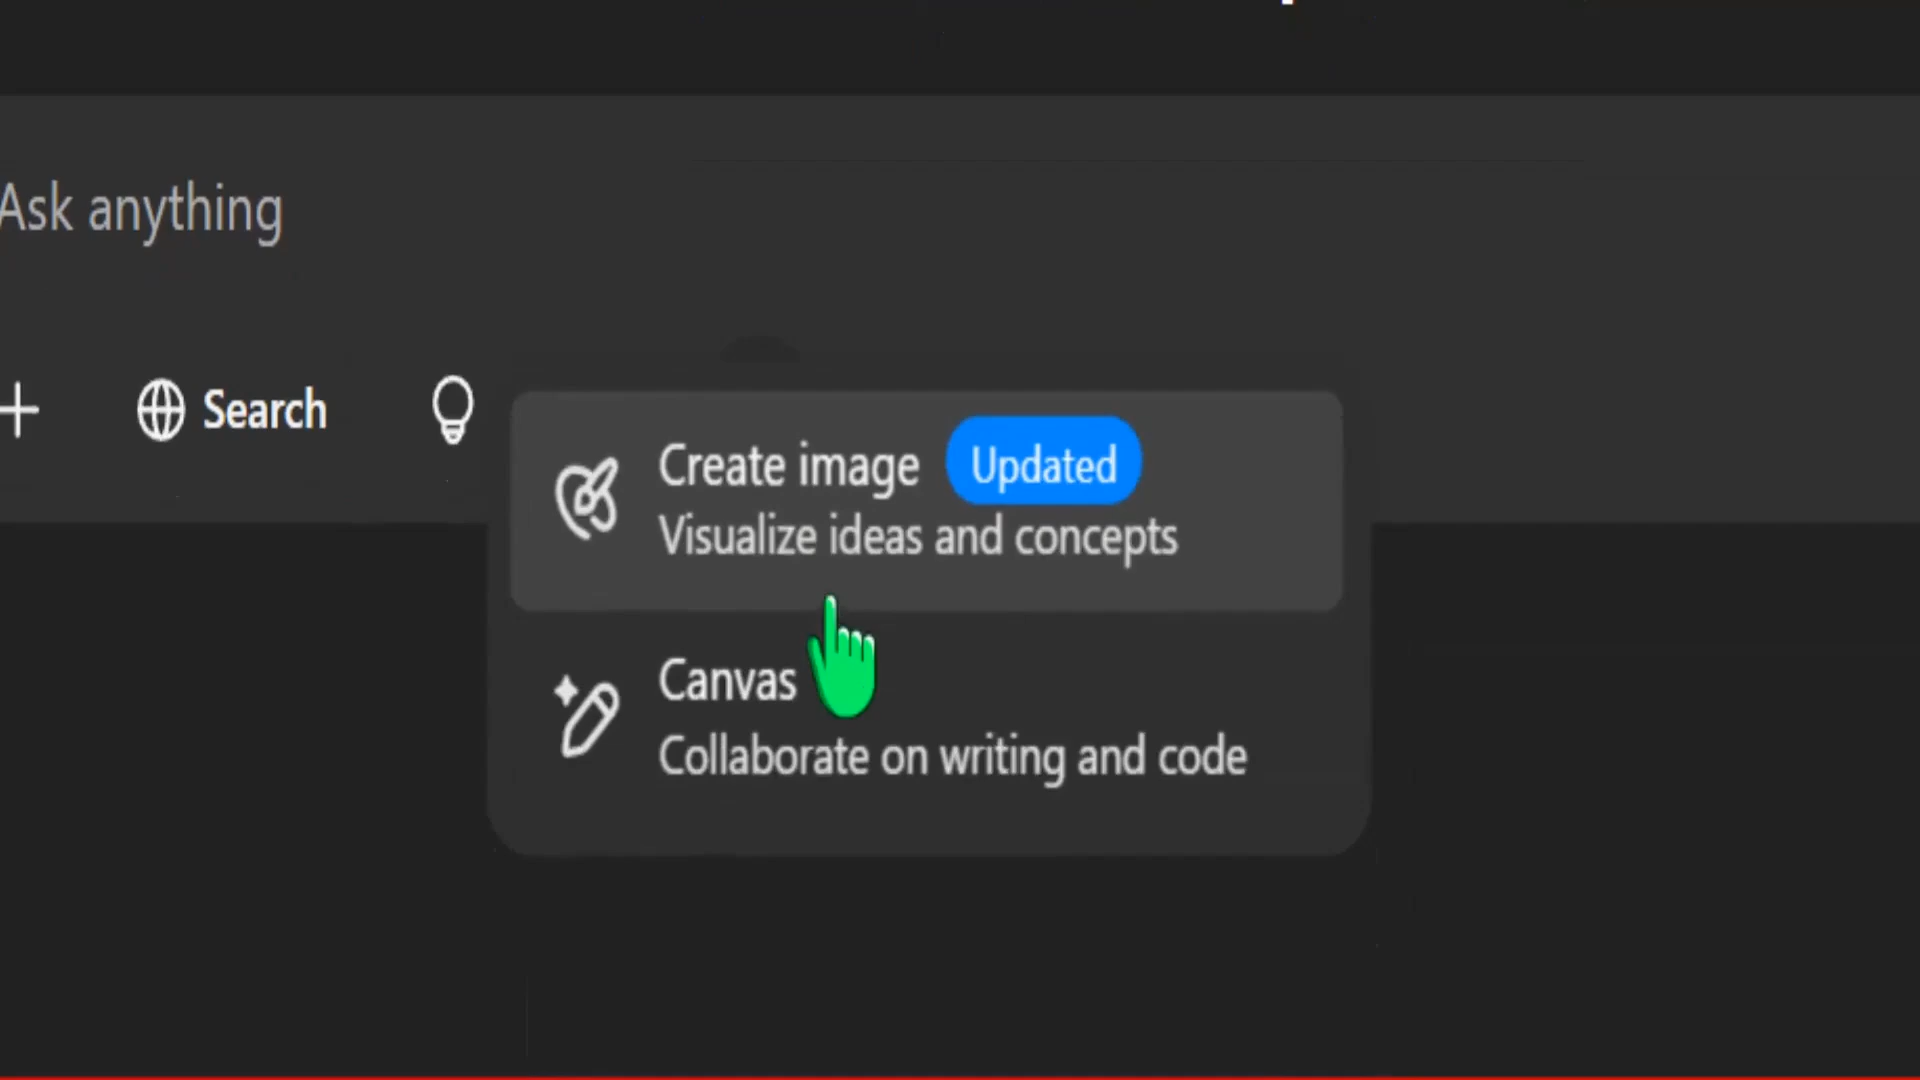 Ask anything
Search
Create image Updated
Visualize ideas and concepts
Canvas
Collaborate on writing and code